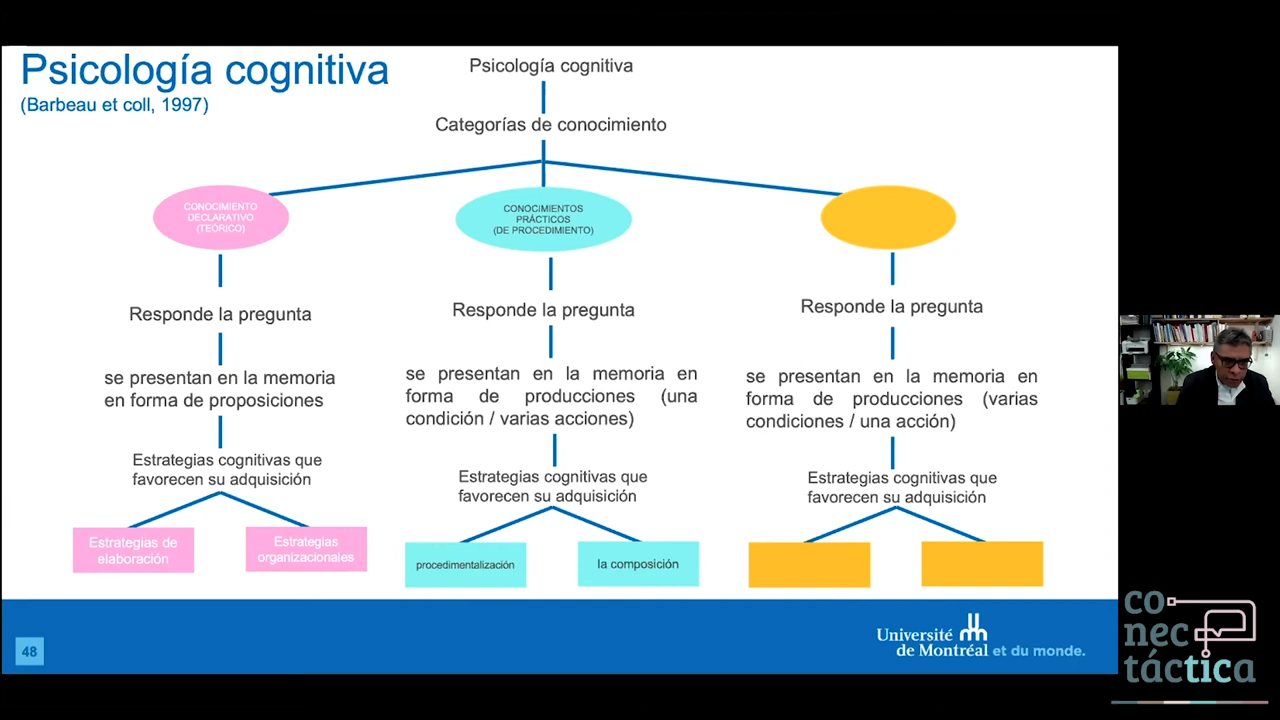 Psicología cognitiva
(Barbeau et coll, 1997)
Psicología cognitiva
Categorías de conocimiento
CONOCIMIENTO
DECLARATIVO
(TEÓRICO)
CONOCIMIENTOS
PRÁCTICOS
(DE PROCEDIMIENTO)
Responde la pregunta
Responde la pregunta
Responde la pregunta
se presentan en la memoria
en forma de proposiciones
se presentan en la memoria en
forma de producciones (una
condición / varias acciones)
se presentan en la memoria en
forma de producciones (varias
condiciones / una acción)
Estrategias cognitivas que
favorecen su adquisición
Estrategias cognitivas que
favorecen su adquisición
Estrategias cognitivas que
favorecen su adquisición
Estrategias de
elaboración
Estrategias
organizacionales
procedimentalización
la composición
48
Université
de Montréal et du monde.
co
nec
táctica